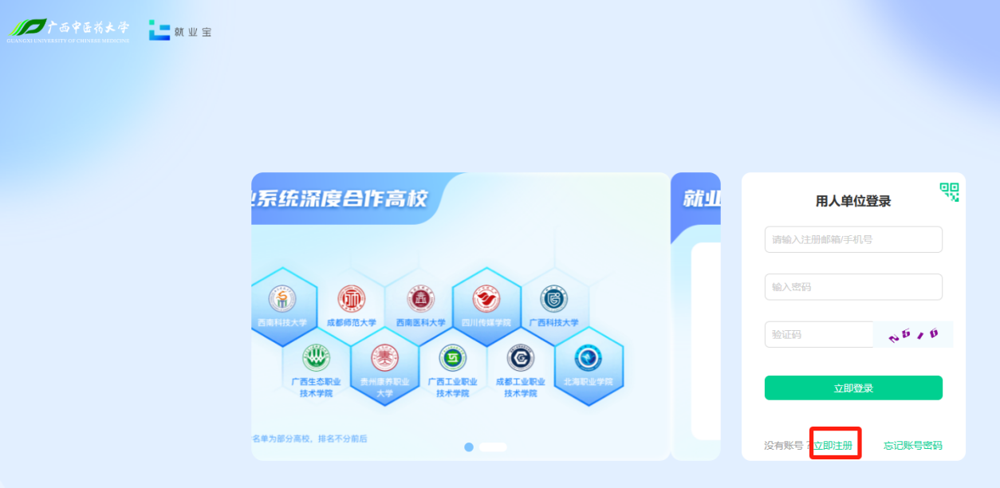 广西中医药大学
GUANGXI UNIVERSITY OF CHINESE MEDICINE
就业宝
业系统深度合作高校
就业
用人单位登录
请输入注册邮箱/手机号
输入密码
验证码
立即登录
没有账号?立即注册
忘记账号密码
西南科技大学
成都师范大学
西南医科大学
四川传媒学院
广西科技大学
广西生态职业
技术学院
贵州康养职业
大学
广西工业职业
技术学院
成都工业职业
技术学院
北海职业学院
名单为部分高校，排名不分前后